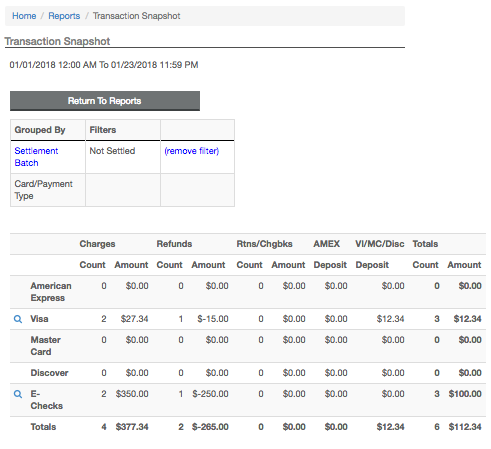 Home / Reports / Transaction Snapshot
Transaction Snapshot
01/01/2018 12:00 AM To 01/23/2018 11:59 PM
Return To Reports
Grouped By Filters
Settlement Batch Not Settled (remove filter)
Card/Payment Type
Charges Refunds Rtns/Chgbks AMEX VI/MC/Disc Totals
Count Amount Count Amount Count Amount Deposit Deposit Count Amount
American Express 0 $0.00 0 $0.00 0 $0.00 $0.00 $0.00 0 $0.00
Visa 2 $27.34 1 $-15.00 0 $0.00 $0.00 $12.34 3 $12.34
Master Card 0 $0.00 0 $0.00 0 $0.00 $0.00 $0.00 0 $0.00
Discover 0 $0.00 0 $0.00 0 $0.00 $0.00 $0.00 0 $0.00
E-Checks 2 $350.00 1 $-250.00 0 $0.00 $0.00 $0.00 3 $100.00
Totals 4 $377.34 2 $-265.00 0 $0.00 $0.00 $12.34 6 $112.34